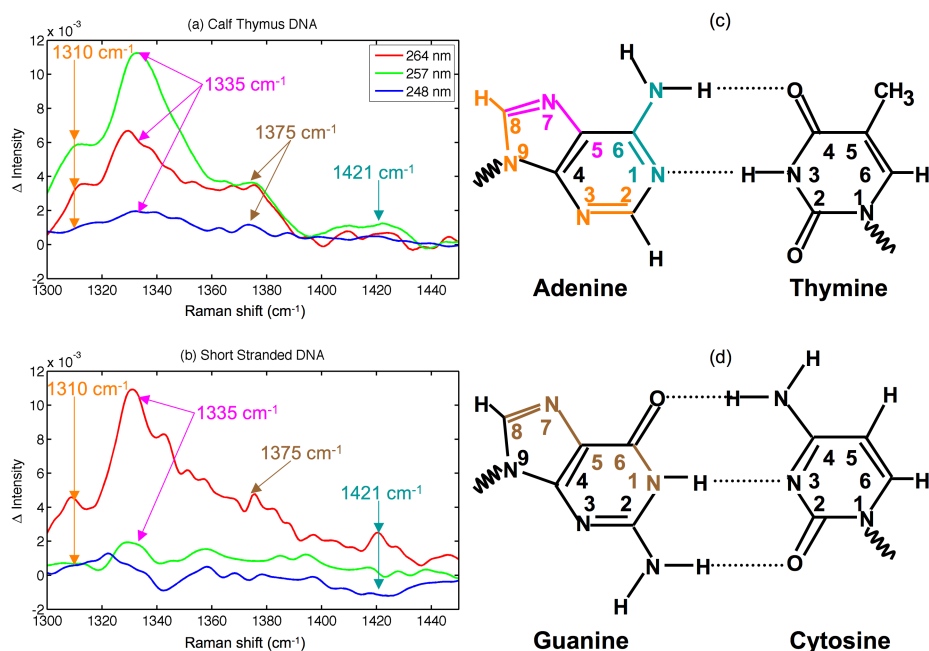 (a) Calf Thymus DNA
x 10⁻³
12
10
8
6
4
2
0
-2
1300 1320 1340 1360 1380 1400 1420 1440
Raman shift (cm⁻¹)
Δ Intensity
1310 cm⁻¹
1335 cm⁻¹
1375 cm⁻¹
1421 cm⁻¹
264 nm
257 nm
248 nm
(b) Short Stranded DNA
x 10⁻³
12
10
8
6
4
2
0
-2
1300 1320 1340 1360 1380 1400 1420 1440
Raman shift (cm⁻¹)
Δ Intensity
1310 cm⁻¹
1335 cm⁻¹
1375 cm⁻¹
1421 cm⁻¹
(c)
H
H N N H O CH₃
8 7 5 6 4 5
N 9 4 1 N H N 3 6 H
3 2 2 1
N N
H O
Adenine Thymine
(d)
H
H N O H N H
8 7 5 6 4 5
N 9 4 1 N H N 3 6 H
3 2 2 1
N N
N H O
H
Guanine Cytosine